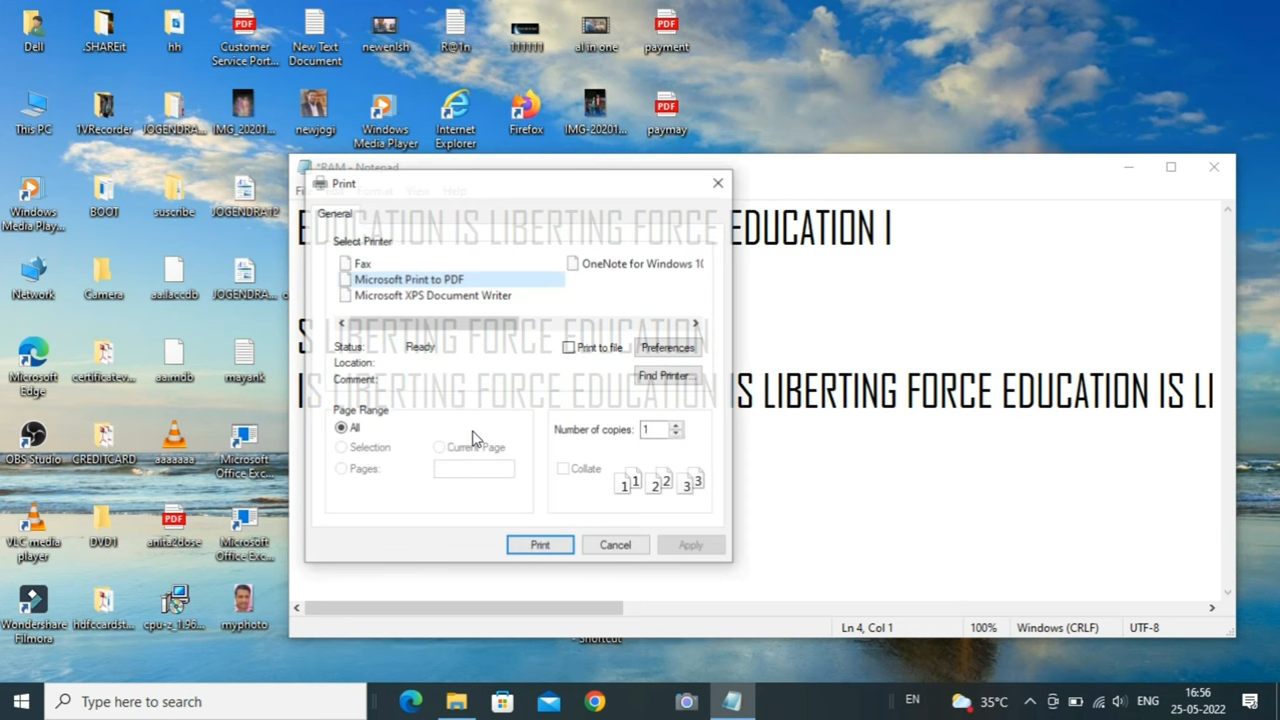 Dell
.SHAREit
hh
Customer
Service Port...
New Text
Document
newenlsh
R@1n
111111
al in one
payment
This PC
1VRecorder
JOGENDRA...
IMG_20201...
newjogi
Windows
Media Player
Internet
Explorer
Firefox
IMG-20201...
paymay
Windows
Media Play...
BOOT
suscribe
JOGENDRA12
Network
Camera
aailaccdb
JOGENDRA...
Microsoft
Edge
certificatev...
aaimdb
mayank
OBS Studio
CREDITCARD
aaaaaaa
Microsoft
Office Exc...
VLC media
player
DVD1
anita2dose
Microsoft
Office Exc...
Wondershare
Filmora
hdfccardst...
cpu-z_1.96...
myphoto
- Shortcut
*RAM - Notepad
Format View Help
EDUCATION IS LIBERTING FORCE EDUCATION I
S LIBERTING FORCE EDUCATION
IS LIBERTING FORCE EDUCATION IS LIBERTING FORCE EDUCATION IS LI
Ln 4, Col 1
100%
Windows (CRLF)
UTF-8
Print
General
Select Printer
Fax
OneNote for Windows 10
Microsoft Print to PDF
Microsoft XPS Document Writer
Status: Ready
Print to file
Preferences
Location:
Comment:
Find Printer...
Page Range
All
Selection
Current Page
Pages:
Number of copies: 1
Collate
1 1 2 2 3 3
Print
Cancel
Apply
Type here to search
EN
35°C
ENG
16:56
25-05-2022